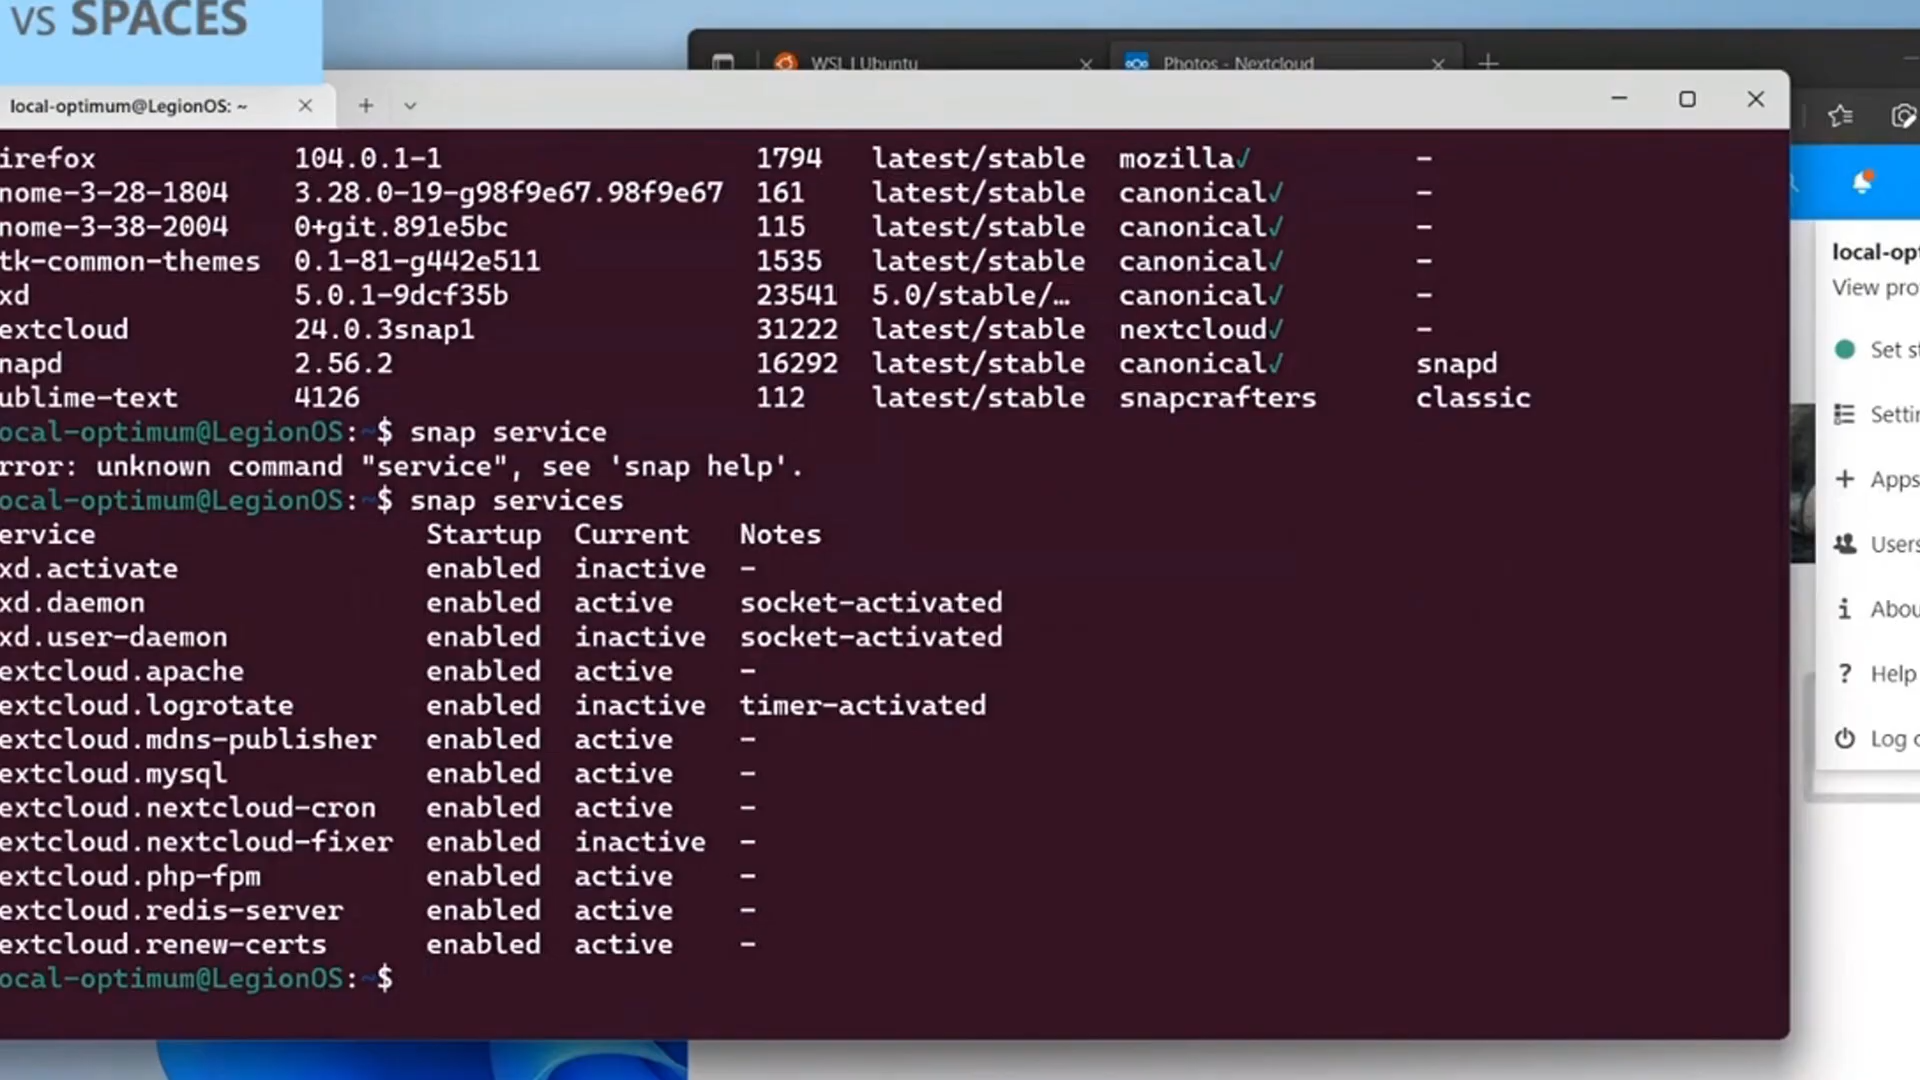 VS SPACES
WSL | Ubuntu
Photos - Nextcloud
local-optimum@LegionOS: ~
irefox 104.0.1-1 1794 latest/stable mozilla✓ -
nome-3-28-1804 3.28.0-19-g98f9e67.98f9e67 161 latest/stable canonical✓ -
nome-3-38-2004 0+git.891e5bc 115 latest/stable canonical✓ -
tk-common-themes 0.1-81-g442e511 1535 latest/stable canonical✓ -
xd 5.0.1-9dcf35b 23541 5.0/stable/… canonical✓ -
extcloud 24.0.3snap1 31222 latest/stable nextcloud✓ -
napd 2.56.2 16292 latest/stable canonical✓ snapd
ublime-text 4126 112 latest/stable snapcrafters classic
ocal-optimum@LegionOS:~$ snap service
rror: unknown command "service", see 'snap help'.
ocal-optimum@LegionOS:~$ snap services
ervice Startup Current Notes
xd.activate enabled inactive -
xd.daemon enabled active socket-activated
xd.user-daemon enabled inactive socket-activated
extcloud.apache enabled active -
extcloud.logrotate enabled inactive timer-activated
extcloud.mdns-publisher enabled active -
extcloud.mysql enabled active -
extcloud.nextcloud-cron enabled active -
extcloud.nextcloud-fixer enabled inactive -
extcloud.php-fpm enabled active -
extcloud.redis-server enabled active -
extcloud.renew-certs enabled active -
ocal-optimum@LegionOS:~$
local-opt
View pro
Set st
Settin
Apps
Users
Abou
Help
Log o